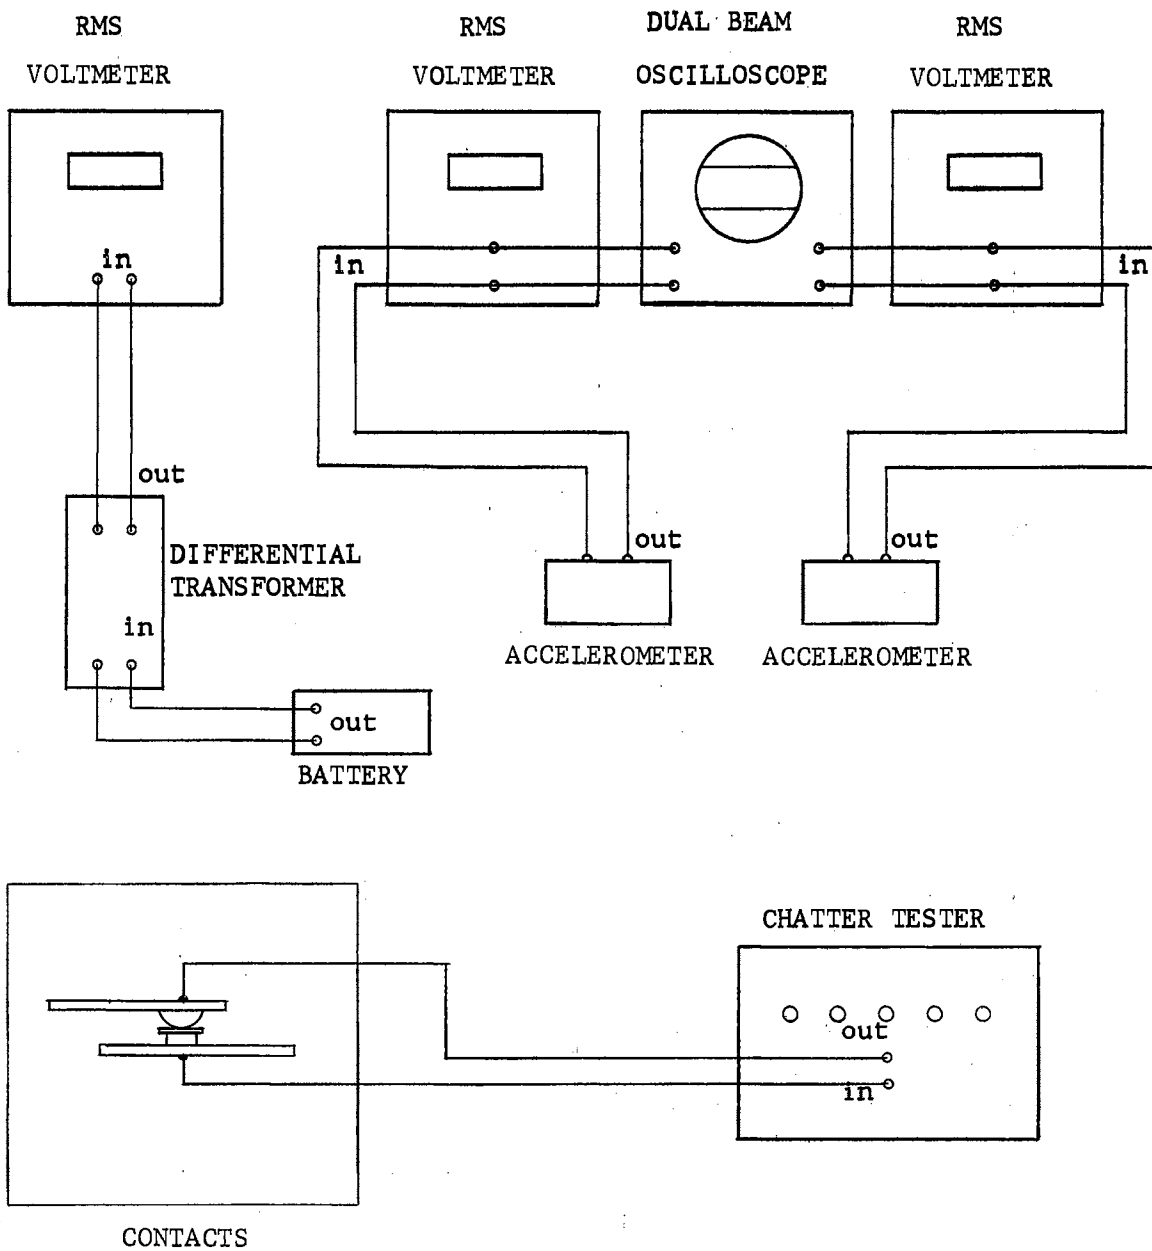 RMS
VOLTMETER
RMS
VOLTMETER
DUAL BEAM
OSCILLOSCOPE
RMS
VOLTMETER
in
in
in
out
DIFFERENTIAL
TRANSFORMER
in
out
BATTERY
out
ACCELEROMETER
out
ACCELEROMETER
CHATTER TESTER
out
in
CONTACTS